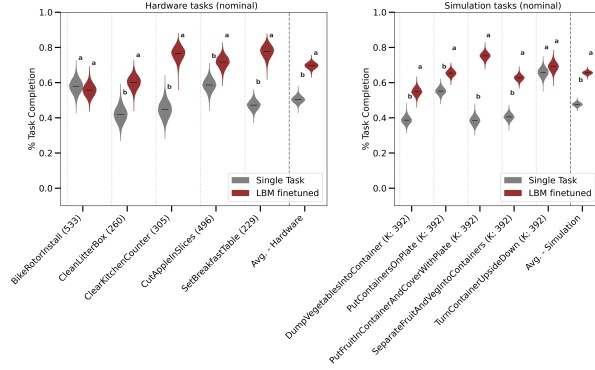 Hardware tasks (nominal)
% Task Completion
1.0
0.8
0.6
0.4
0.2
0.0
a a
b a
b a
b a
b a
b a
Single Task
LBM finetuned
BikeRotorInstall (533)
CleanLitterBox (260)
ClearKitchenCounter (305)
CutAppleInSlices (496)
SetBreakfastTable (229)
Avg. - Hardware
Simulation tasks (nominal)
% Task Completion
1.0
0.8
0.6
0.4
0.2
0.0
b a
b a
b a
b a
a a
b a
Single Task
LBM finetuned
DumpVegetablesIntoContainer (K: 392)
PutContainersOnPlate (K: 392)
PutFruitInContainerAndCoverWithPlate (K: 392)
SeparateFruitAndVegIntoContainers (K: 392)
TurnContainerUpsideDown (K: 392)
Avg. - Simulation